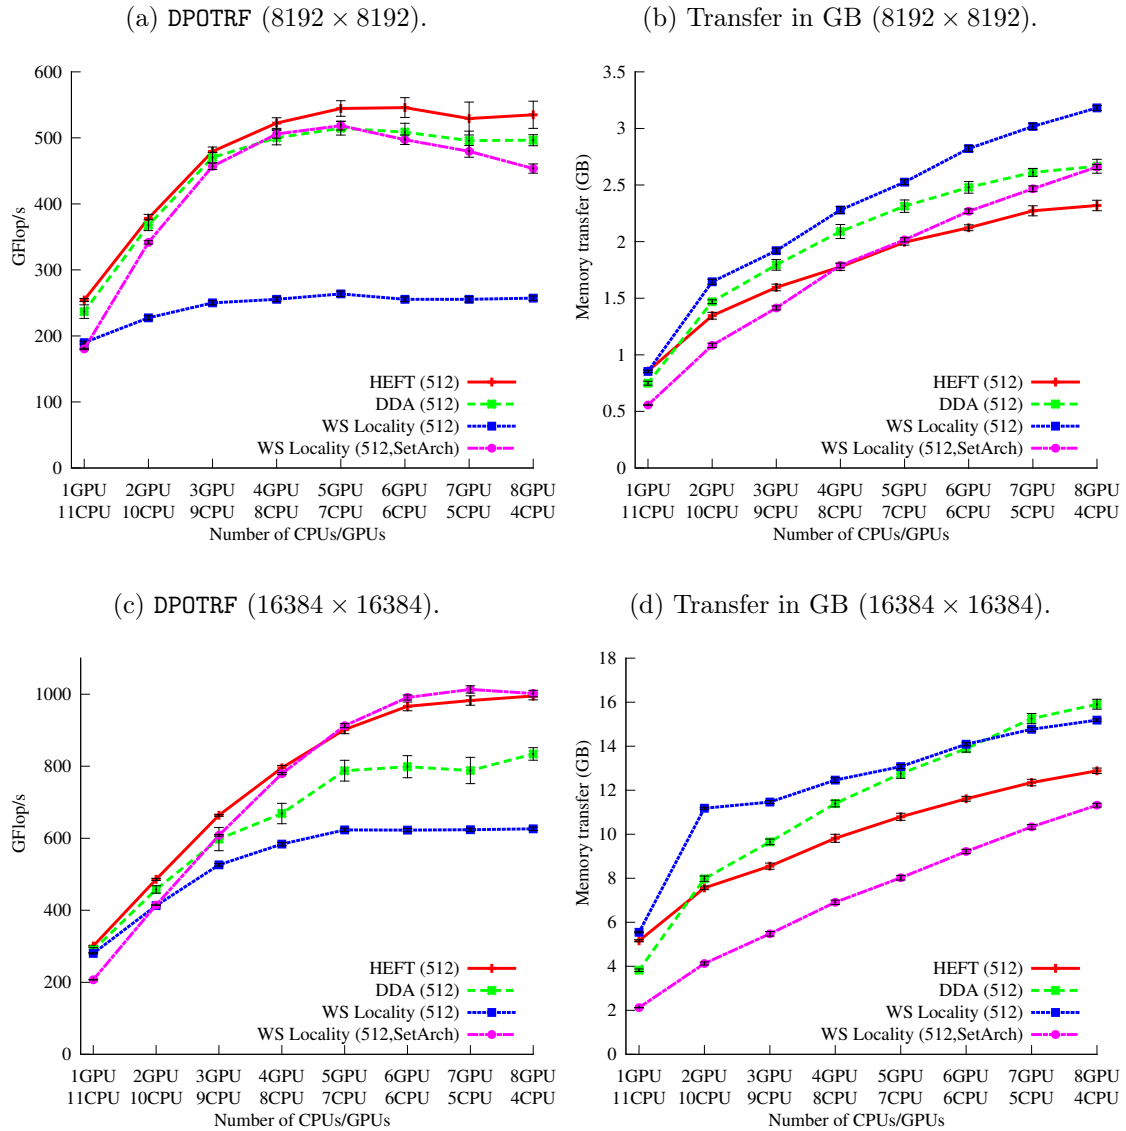 (a) DPOTRF (8192 × 8192).
600
500
400
300
200
100
0
GFlop/s
HEFT (512)
DDA (512)
WS Locality (512)
WS Locality (512,SetArch)
1GPU 2GPU 3GPU 4GPU 5GPU 6GPU 7GPU 8GPU
11CPU 10CPU 9CPU 8CPU 7CPU 6CPU 5CPU 4CPU
Number of CPUs/GPUs
(b) Transfer in GB (8192 × 8192).
3.5
3
2.5
2
1.5
1
0.5
0
Memory transfer (GB)
HEFT (512)
DDA (512)
WS Locality (512)
WS Locality (512,SetArch)
1GPU 2GPU 3GPU 4GPU 5GPU 6GPU 7GPU 8GPU
11CPU 10CPU 9CPU 8CPU 7CPU 6CPU 5CPU 4CPU
Number of CPUs/GPUs
(c) DPOTRF (16384 × 16384).
1000
800
600
400
200
0
GFlop/s
HEFT (512)
DDA (512)
WS Locality (512)
WS Locality (512,SetArch)
1GPU 2GPU 3GPU 4GPU 5GPU 6GPU 7GPU 8GPU
11CPU 10CPU 9CPU 8CPU 7CPU 6CPU 5CPU 4CPU
Number of CPUs/GPUs
(d) Transfer in GB (16384 × 16384).
18
16
14
12
10
8
6
4
2
0
Memory transfer (GB)
HEFT (512)
DDA (512)
WS Locality (512)
WS Locality (512,SetArch)
1GPU 2GPU 3GPU 4GPU 5GPU 6GPU 7GPU 8GPU
11CPU 10CPU 9CPU 8CPU 7CPU 6CPU 5CPU 4CPU
Number of CPUs/GPUs